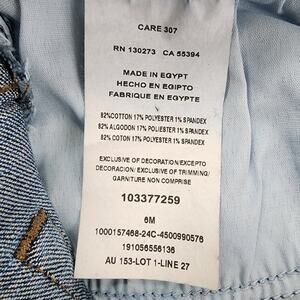 CARE 307
RN 130273 CA 55394
MADE IN EGYPT
HECHO EN EGIPTO
FABRIQUE EN EGYPTE
82%COTTON 17% POLYESTER 1% SPANDEX
82% ALGODON 17% POLIESTER 1% SPANDEX
82% COTON 17% POLYESTER 1% SPANDEX
EXCLUSIVE OF DECORATION/EXCEPTO
DECORACION/ EXCLUSIVE OF TRIMMING/
GARNITURE NON COMPRISE
103377259
6M
1000157468-24C-4500990576
191056556136
AU 153-LOT 1-LINE 27